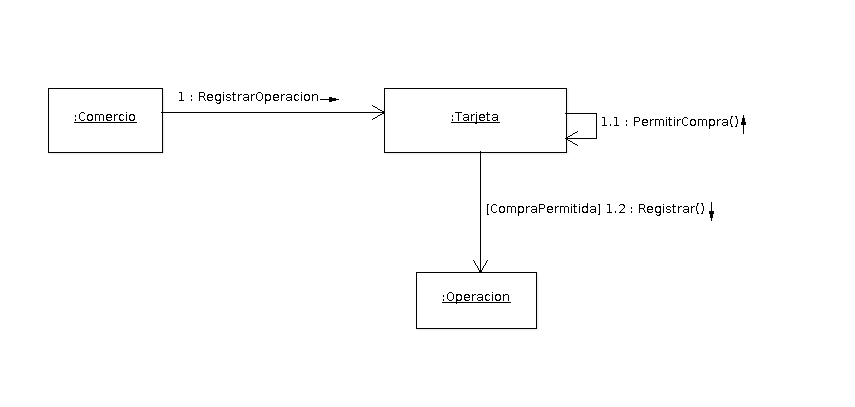 1 : RegistrarOperacion
:Comercio
:Tarjeta
1.1 : PermitirCompra()
[CompraPermitida] 1.2 : Registrar()
:Operacion